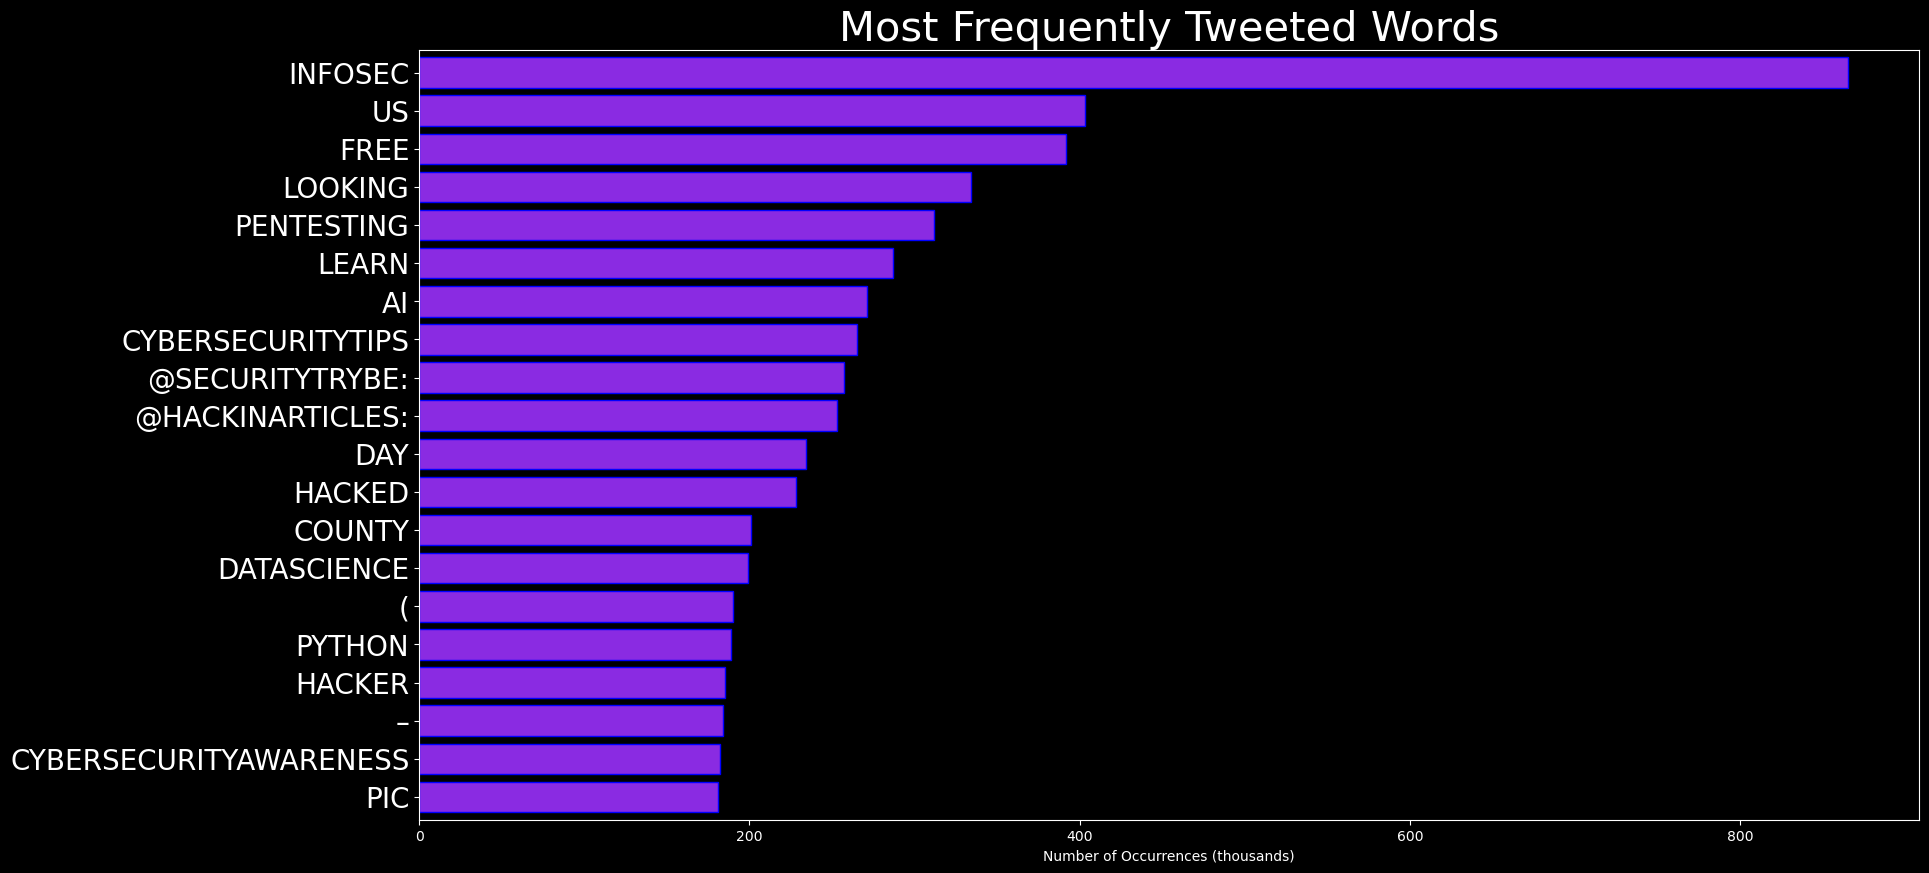 Most Frequently Tweeted Words
INFOSEC
US
FREE
LOOKING
PENTESTING
LEARN
AI
CYBERSECURITYTIPS
@SECURITYTRYBE:
@HACKINARTICLES:
DAY
HACKED
COUNTY
DATASCIENCE
(
PYTHON
HACKER
–
CYBERSECURITYAWARENESS
PIC
0 200 400 600 800
Number of Occurrences (thousands)